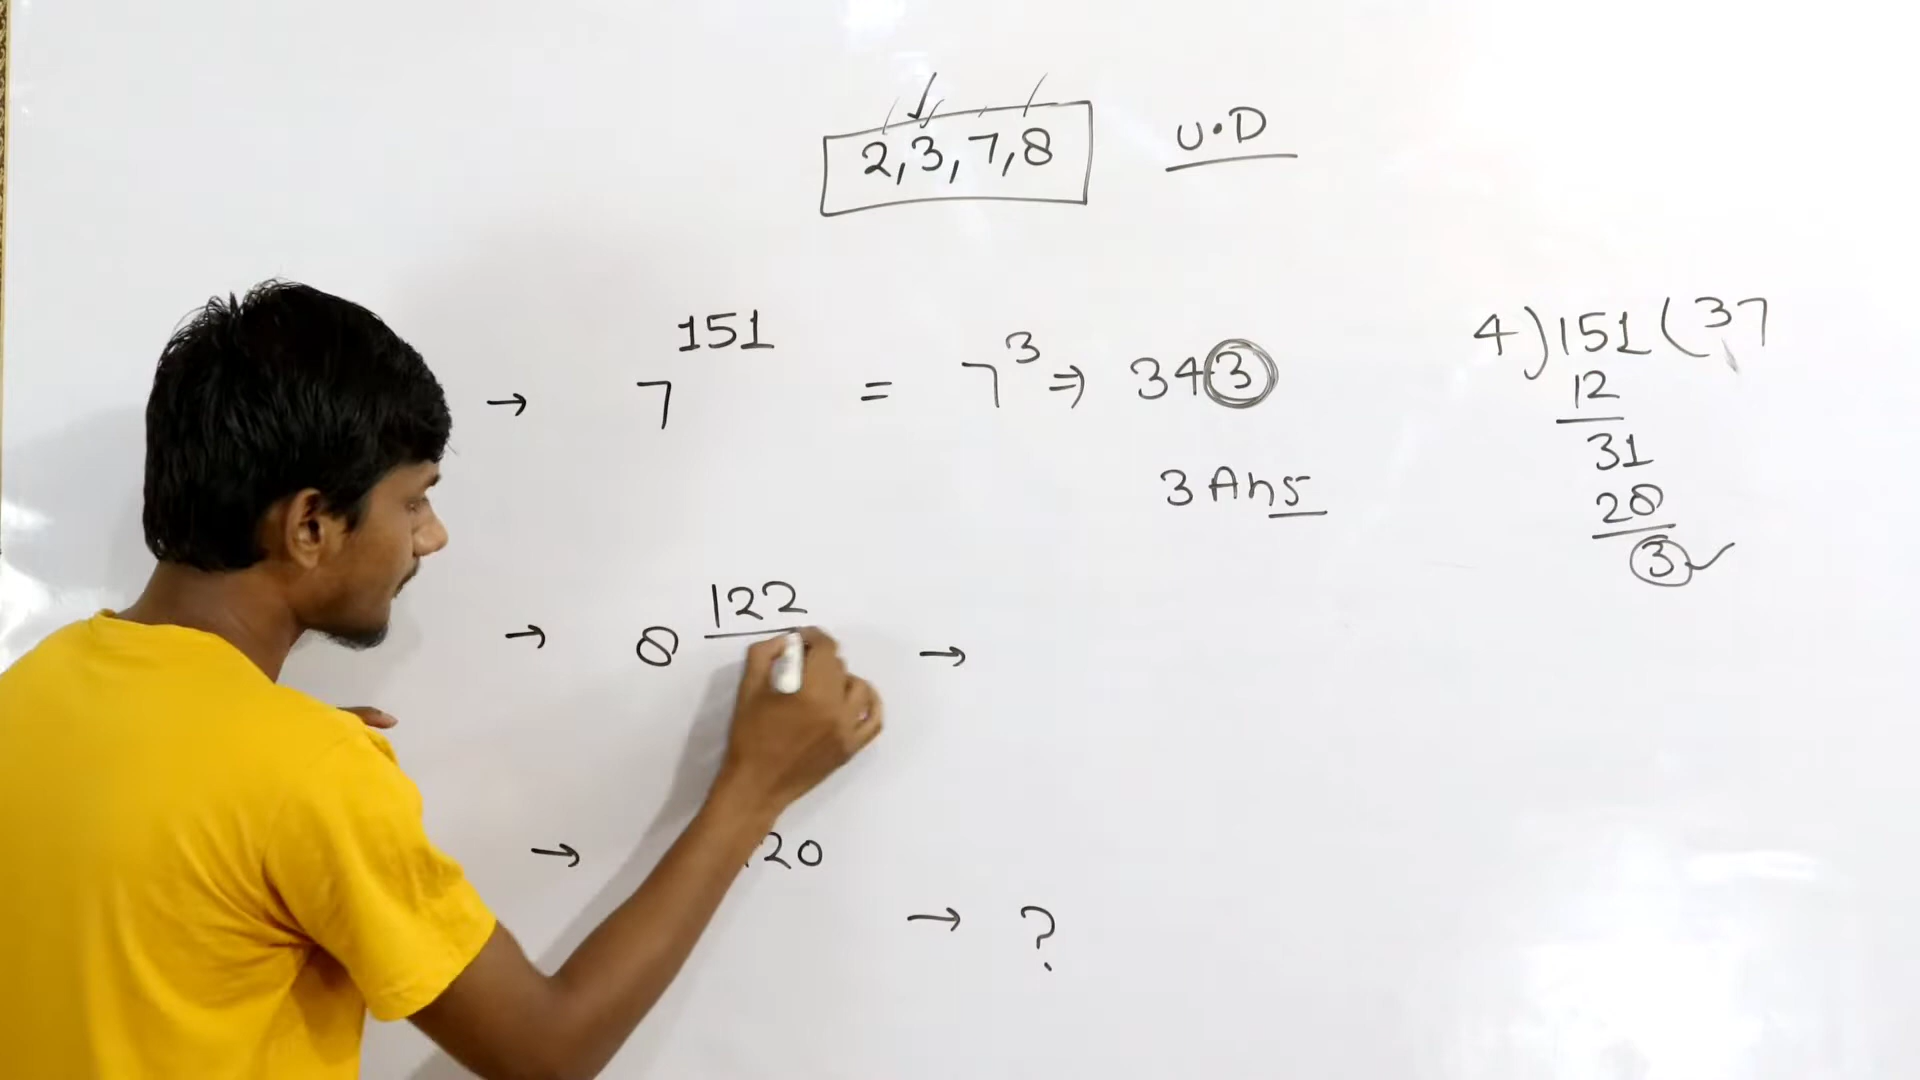 2,3,7,8 U.D
→ 7^151 = 7^3 ⇒ 343
3 Ans
4)151(37
12
31
28
3✓
→ 8^122 →
→ 20 → ?